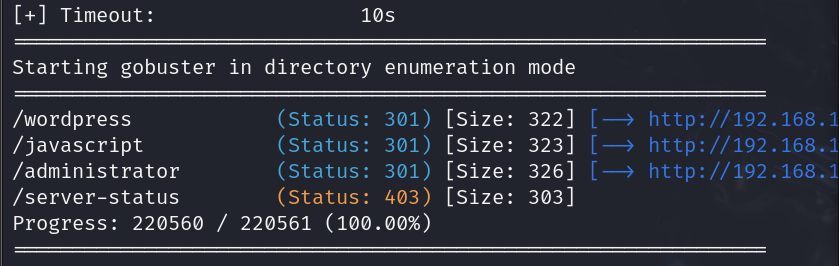 [+] Timeout:                 10s
===============================================================
Starting gobuster in directory enumeration mode
===============================================================
/wordpress            (Status: 301) [Size: 322] [--> http://192.168.1
/javascript           (Status: 301) [Size: 323] [--> http://192.168.1
/administrator        (Status: 301) [Size: 326] [--> http://192.168.1
/server-status        (Status: 403) [Size: 303]
Progress: 220560 / 220561 (100.00%)
===============================================================